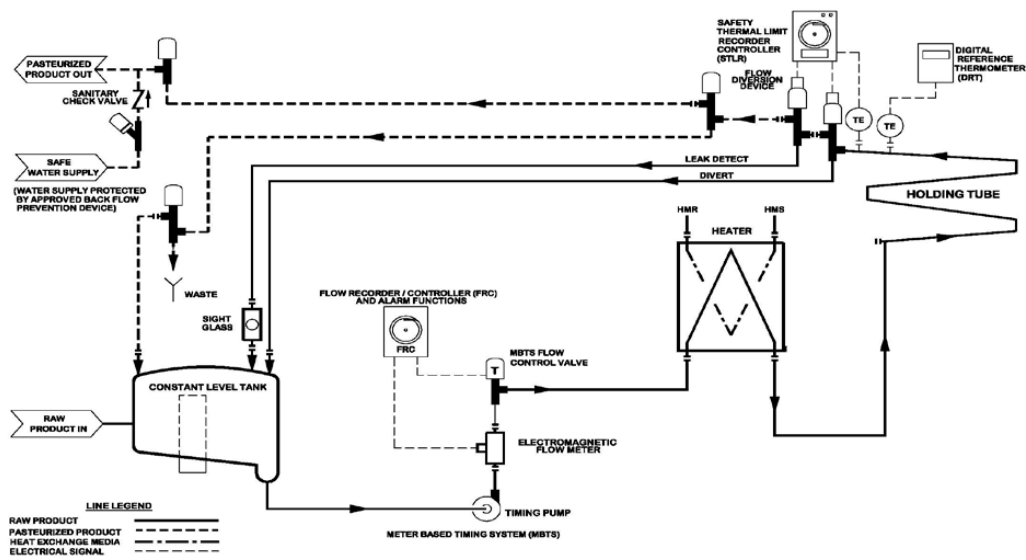 PASTEURIZED
PRODUCT OUT
SANITARY
CHECK VALVE
SAFE
WATER SUPPLY
(WATER SUPPLY PROTECTED
BY APPROVED BACK FLOW
PREVENTION DEVICE)
WASTE
SAFETY
THERMAL LIMIT
RECORDER
CONTROLLER
(STLR)
FLOW
DIVERSION
DEVICE
DIGITAL
REFERENCE
THERMOMETER
(DRT)
TE
TE
LEAK DETECT
DIVERT
HOLDING TUBE
HMR
HMS
HEATER
FLOW RECORDER / CONTROLLER (FRC)
AND ALARM FUNCTIONS
FRC
SIGHT
GLASS
MBTS FLOW
CONTROL VALVE
T
CONSTANT LEVEL TANK
RAW
PRODUCT IN
ELECTROMAGNETIC
FLOW METER
TIMING PUMP
METER BASED TIMING SYSTEM (MBTS)
LINE LEGEND
RAW PRODUCT
PASTEURIZED PRODUCT
HEAT EXCHANGE MEDIA
ELECTRICAL SIGNAL